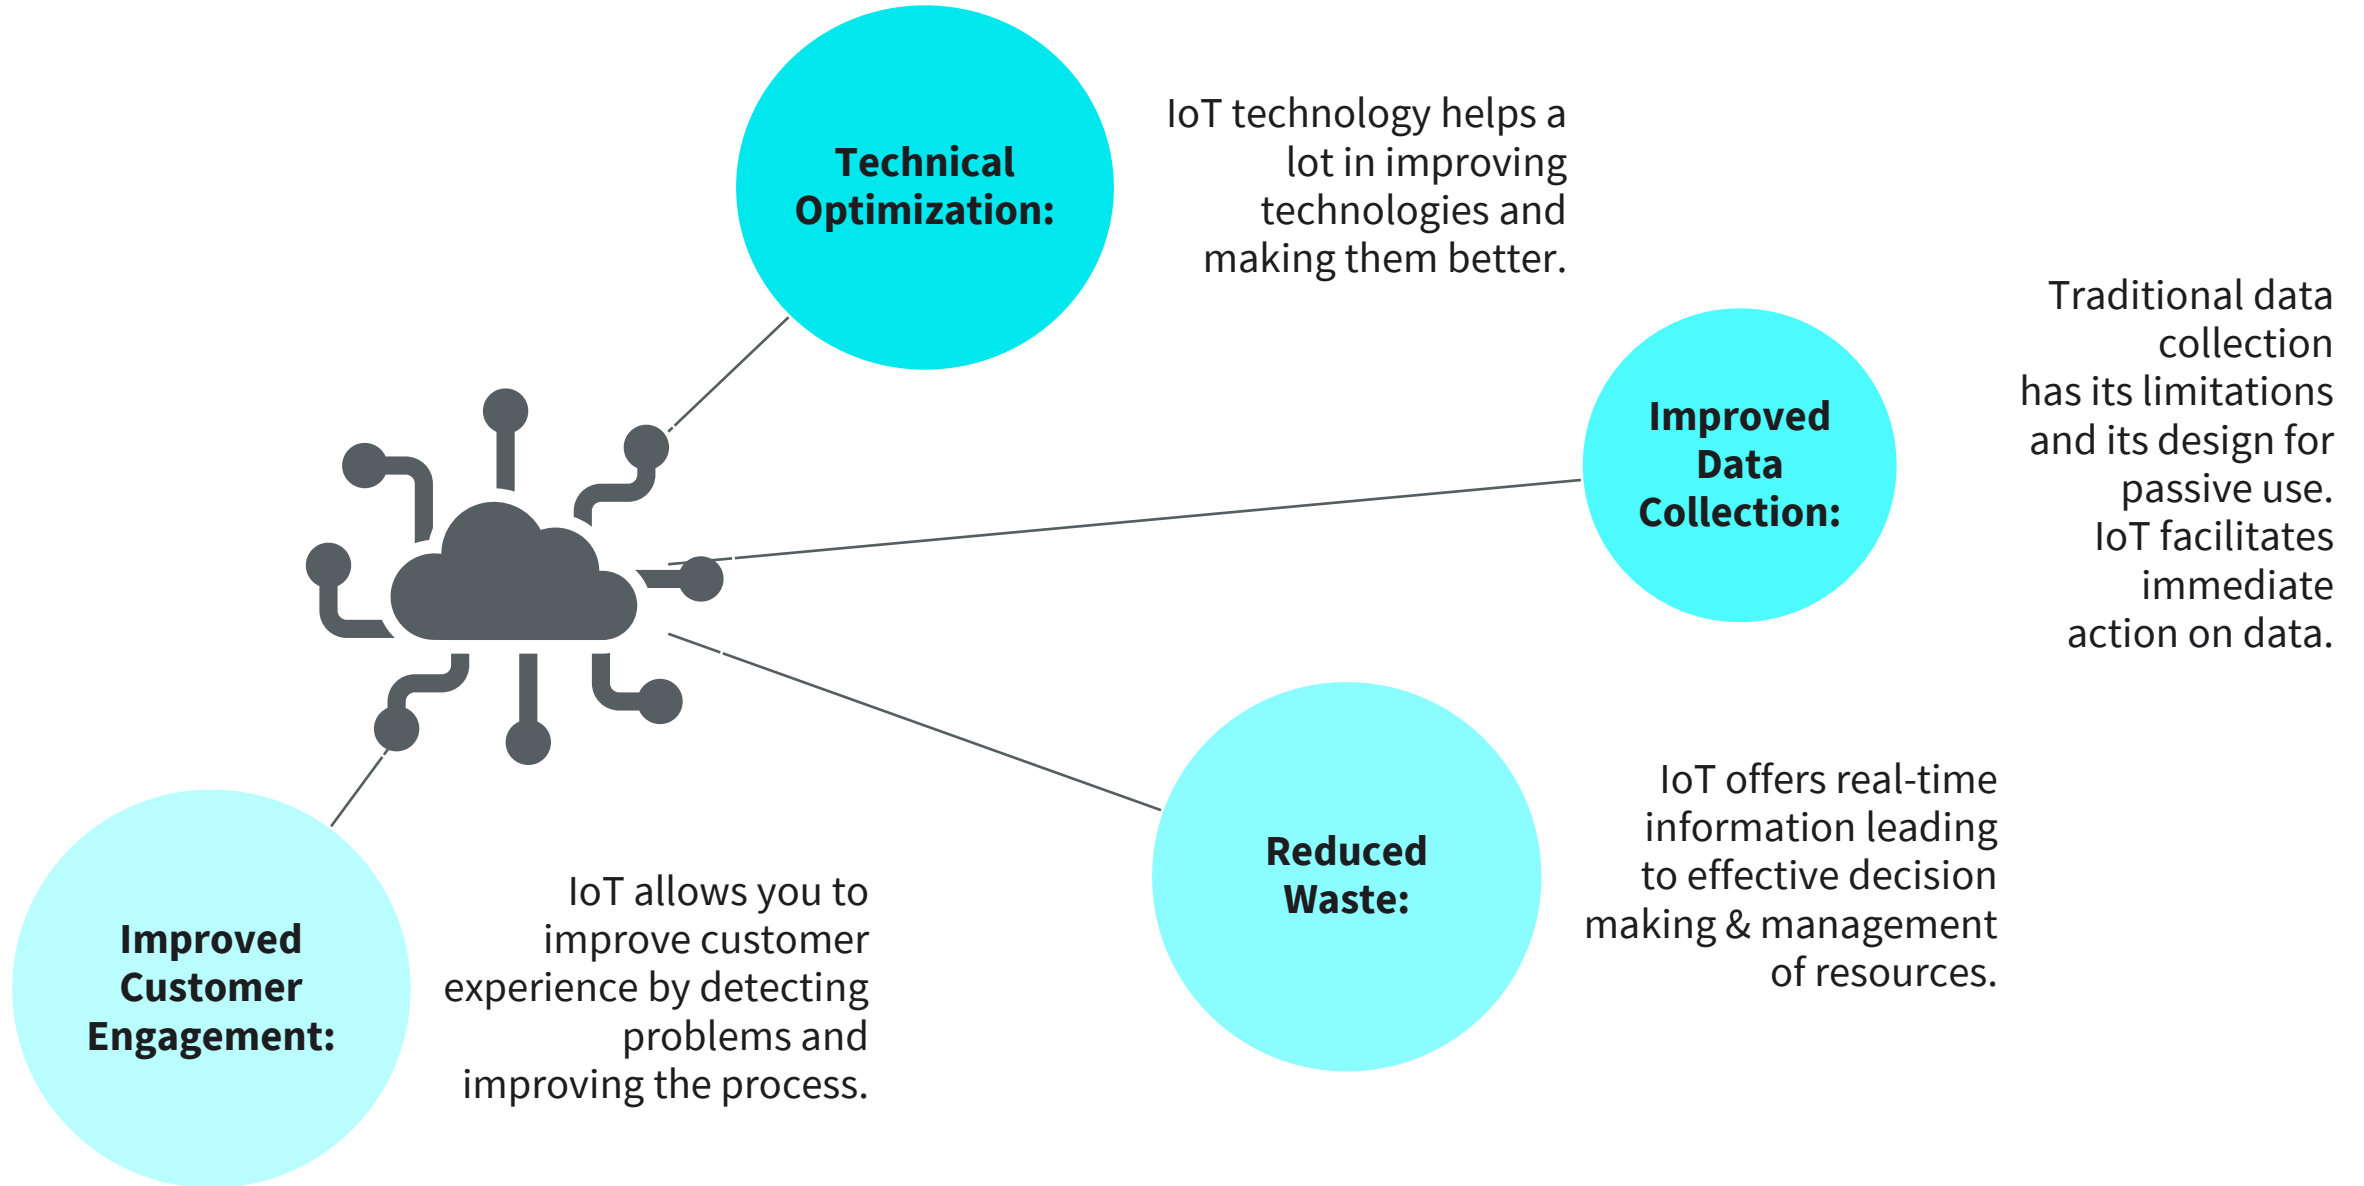 Technical
Optimization:
IoT technology helps a
lot in improving
technologies and
making them better.
Improved
Data
Collection:
Traditional data
collection
has its limitations
and its design for
passive use.
IoT facilitates
immediate
action on data.
Reduced
Waste:
IoT offers real-time
information leading
to effective decision
making & management
of resources.
Improved
Customer
Engagement:
IoT allows you to
improve customer
experience by detecting
problems and
improving the process.